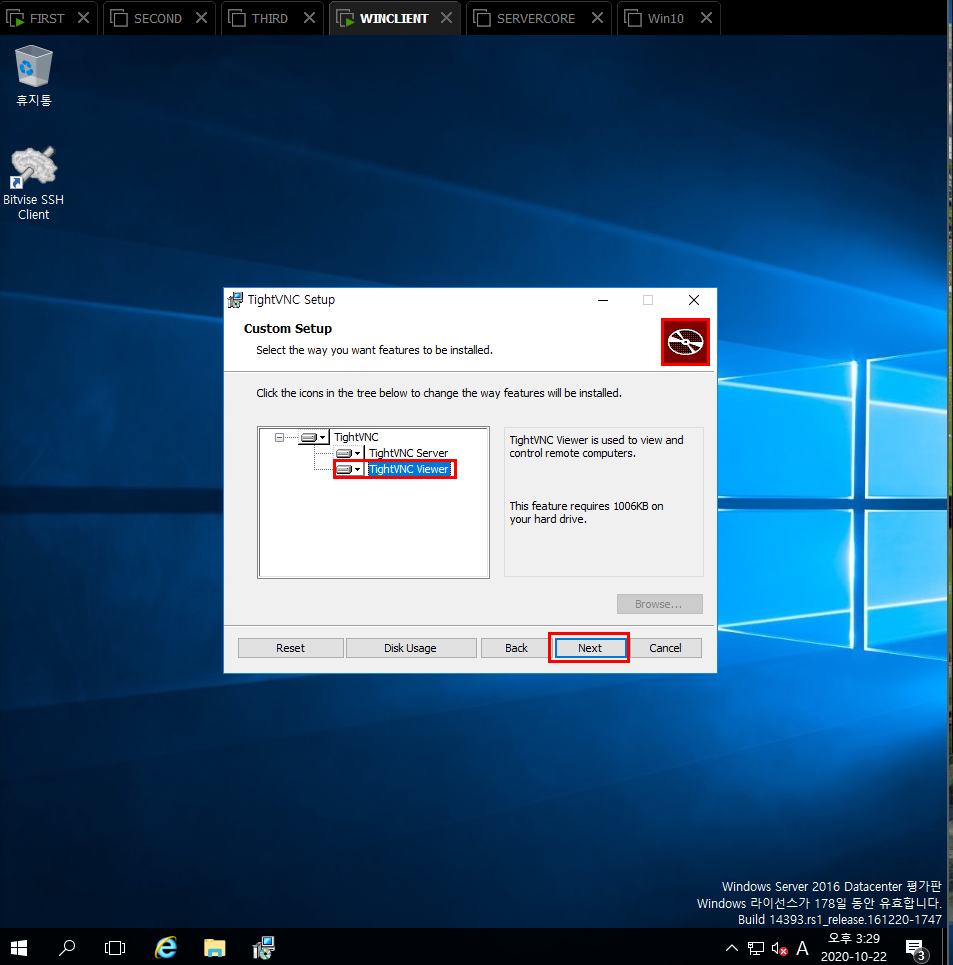 FIRST
SECOND
THIRD
WINCLIENT
SERVERCORE
Win10
휴지통
Bitvise SSH
Client
TightVNC Setup
Custom Setup
Select the way you want features to be installed.
Click the icons in the tree below to change the way features will be installed.
TightVNC
TightVNC Server
TightVNC Viewer
TightVNC Viewer is used to view and
control remote computers.
This feature requires 1006KB on
your hard drive.
Browse...
Reset
Disk Usage
Back
Next
Cancel
Windows Server 2016 Datacenter 평가판
Windows 라이선스가 178일 동안 유효합니다.
Build 14393.rs1_release.161220-1747
A
오후 3:29
2020-10-22
3